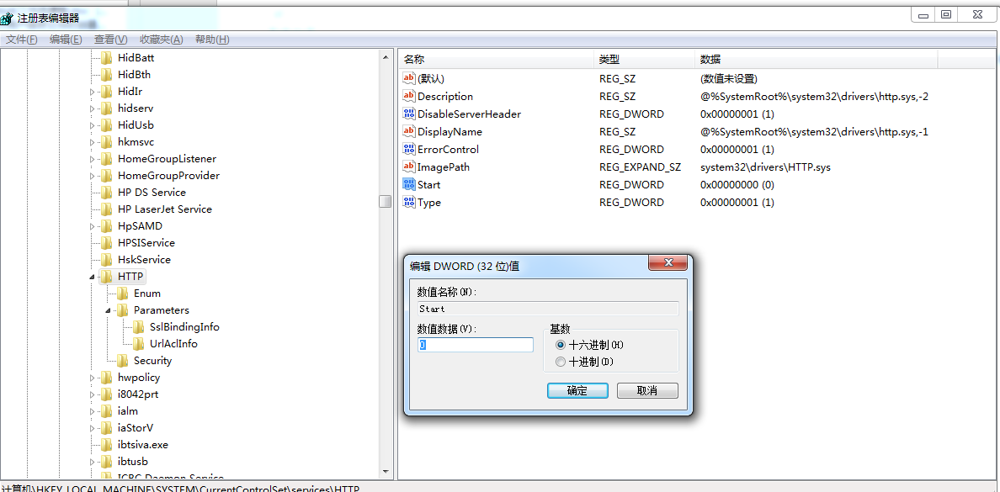 注册表编辑器
文件(F) 编辑(E) 查看(V) 收藏夹(A) 帮助(H)
HidBatt
HidBth
HidIr
hidserv
HidUsb
hkmsvc
HomeGroupListener
HomeGroupProvider
HP DS Service
HP LaserJet Service
HpSAMD
HPSIService
HskService
HTTP
Enum
Parameters
SslBindingInfo
UrlAclInfo
Security
hwpolicy
i8042prt
ialm
iaStorV
ibtsiva.exe
ibtusb
ICBC Daemon Service
名称 类型 数据
(默认) REG_SZ (数值未设置)
Description REG_SZ @%SystemRoot%\system32\drivers\http.sys,-2
DisableServerHeader REG_DWORD 0x00000001 (1)
DisplayName REG_SZ @%SystemRoot%\system32\drivers\http.sys,-1
ErrorControl REG_DWORD 0x00000001 (1)
ImagePath REG_EXPAND_SZ system32\drivers\HTTP.sys
Start REG_DWORD 0x00000000 (0)
Type REG_DWORD 0x00000001 (1)
编辑 DWORD (32 位)值
数值名称(N):
Start
数值数据(V): 基数
0 十六进制(H)
十进制(D)
确定 取消
计算机\HKEY_LOCAL_MACHINE\SYSTEM\CurrentControlSet\services\HTTP